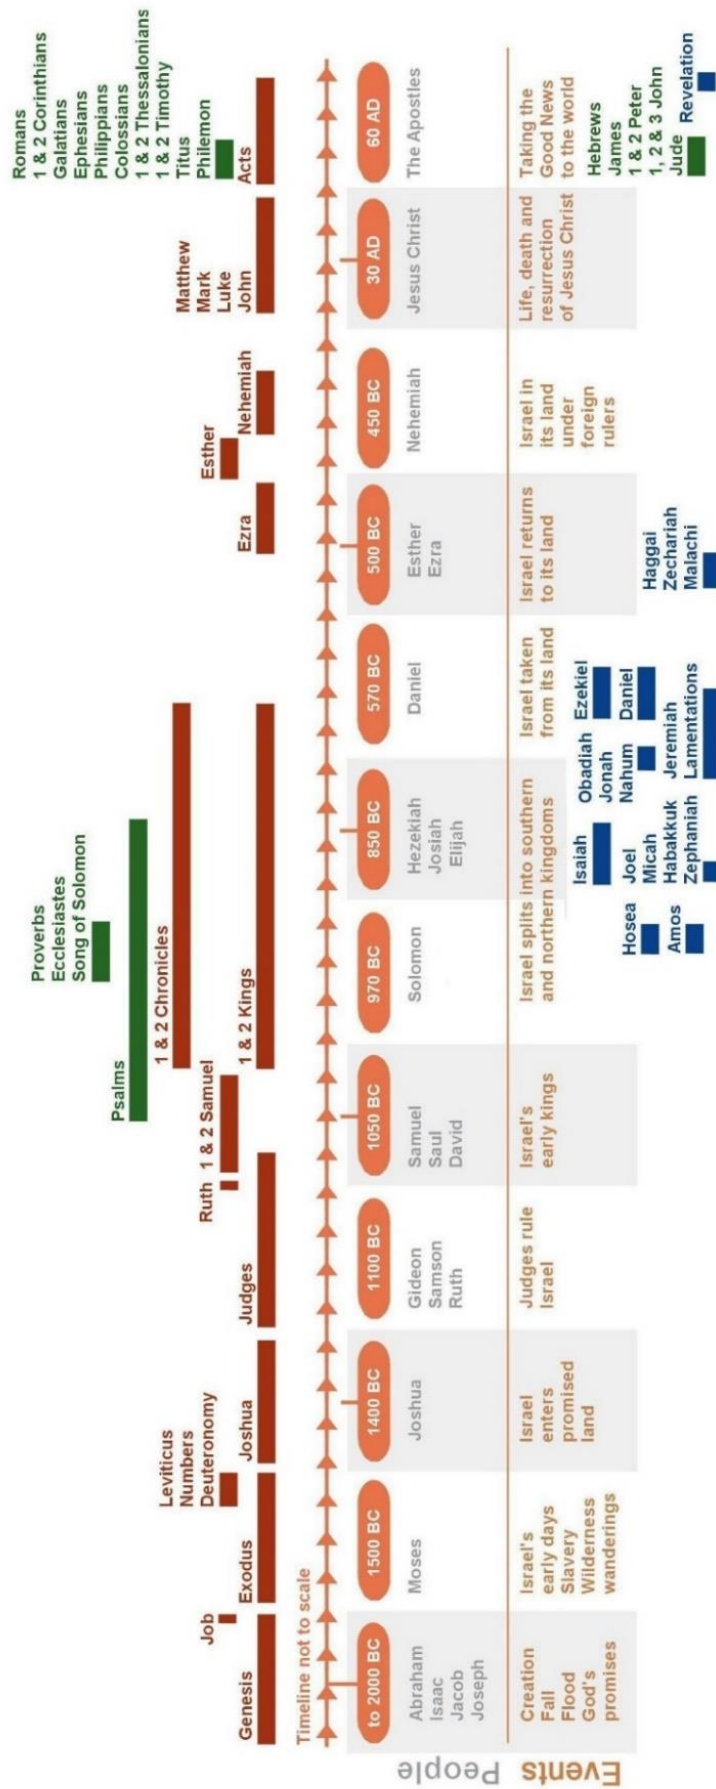 Romans
1 & 2 Corinthians
Galatians
Ephesians
Philippians
Colossians
1 & 2 Thessalonians
1 & 2 Timothy
Titus
Philemon
Acts
Matthew
Mark
Luke
John
Nehemiah
Esther
Ezra
Proverbs
Ecclesiastes
Song of Solomon
Psalms
1 & 2 Chronicles
1 & 2 Kings
1 & 2 Samuel
Ruth
Judges
Leviticus
Numbers
Deuteronomy
Joshua
Exodus
Job
Genesis
Timeline not to scale
to 2000 BC
1500 BC
1400 BC
1100 BC
1050 BC
970 BC
850 BC
570 BC
500 BC
450 BC
30 AD
60 AD
People
Abraham
Isaac
Jacob
Joseph
Moses
Joshua
Gideon
Samson
Ruth
Samuel
Saul
David
Solomon
Hezekiah
Josiah
Elijah
Daniel
Esther
Ezra
Nehemiah
Jesus Christ
The Apostles
Events
Creation
Fall
Flood
God's
promises
Israel's
early days
Slavery
Wilderness
wanderings
Israel
enters
promised
land
Judges rule
Israel
Israel's
early kings
Israel splits into southern
and northern kingdoms
Israel taken
from its land
Israel returns
to its land
Israel in
its land
under
foreign
rulers
Life, death and
resurrection
of Jesus Christ
Taking the
Good News
to the world
Hosea
Amos
Isaiah
Joel
Micah
Habakkuk
Zephaniah
Obadiah
Jonah
Nahum
Jeremiah
Lamentations
Ezekiel
Daniel
Haggai
Zechariah
Malachi
Hebrews
James
1 & 2 Peter
1, 2 & 3 John
Jude
Revelation